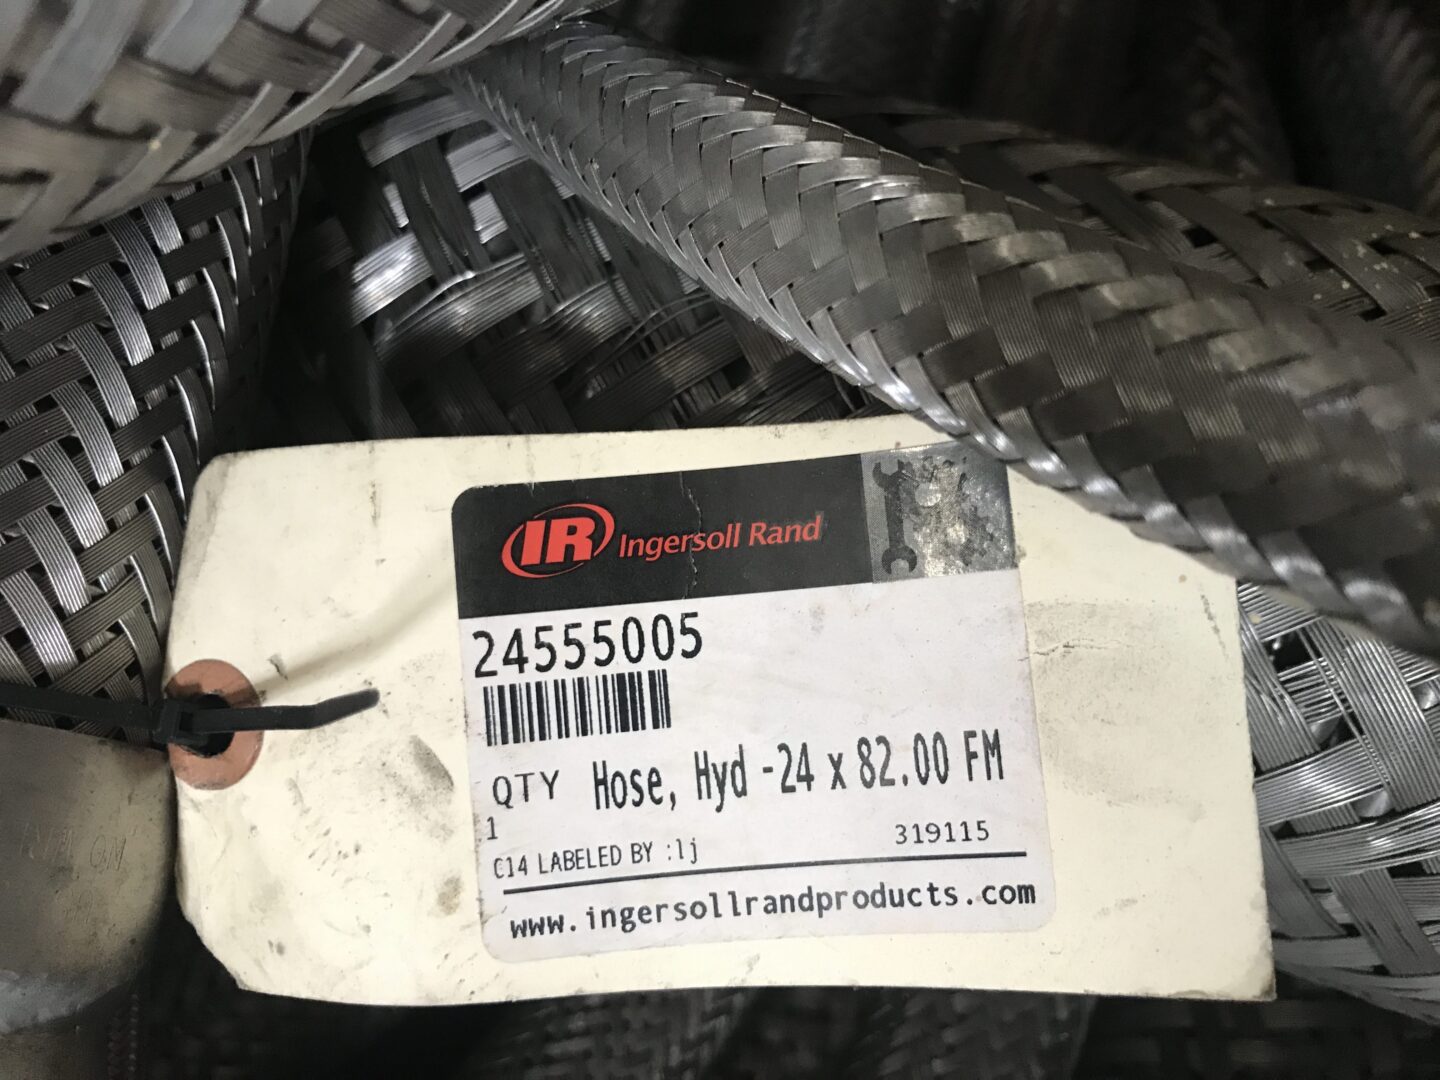 IR Ingersoll Rand
24555005
QTY Hose, Hyd -24 x 82.00 FM
1
C14 LABELED BY :lj 319115
www.ingersollrandproducts.com